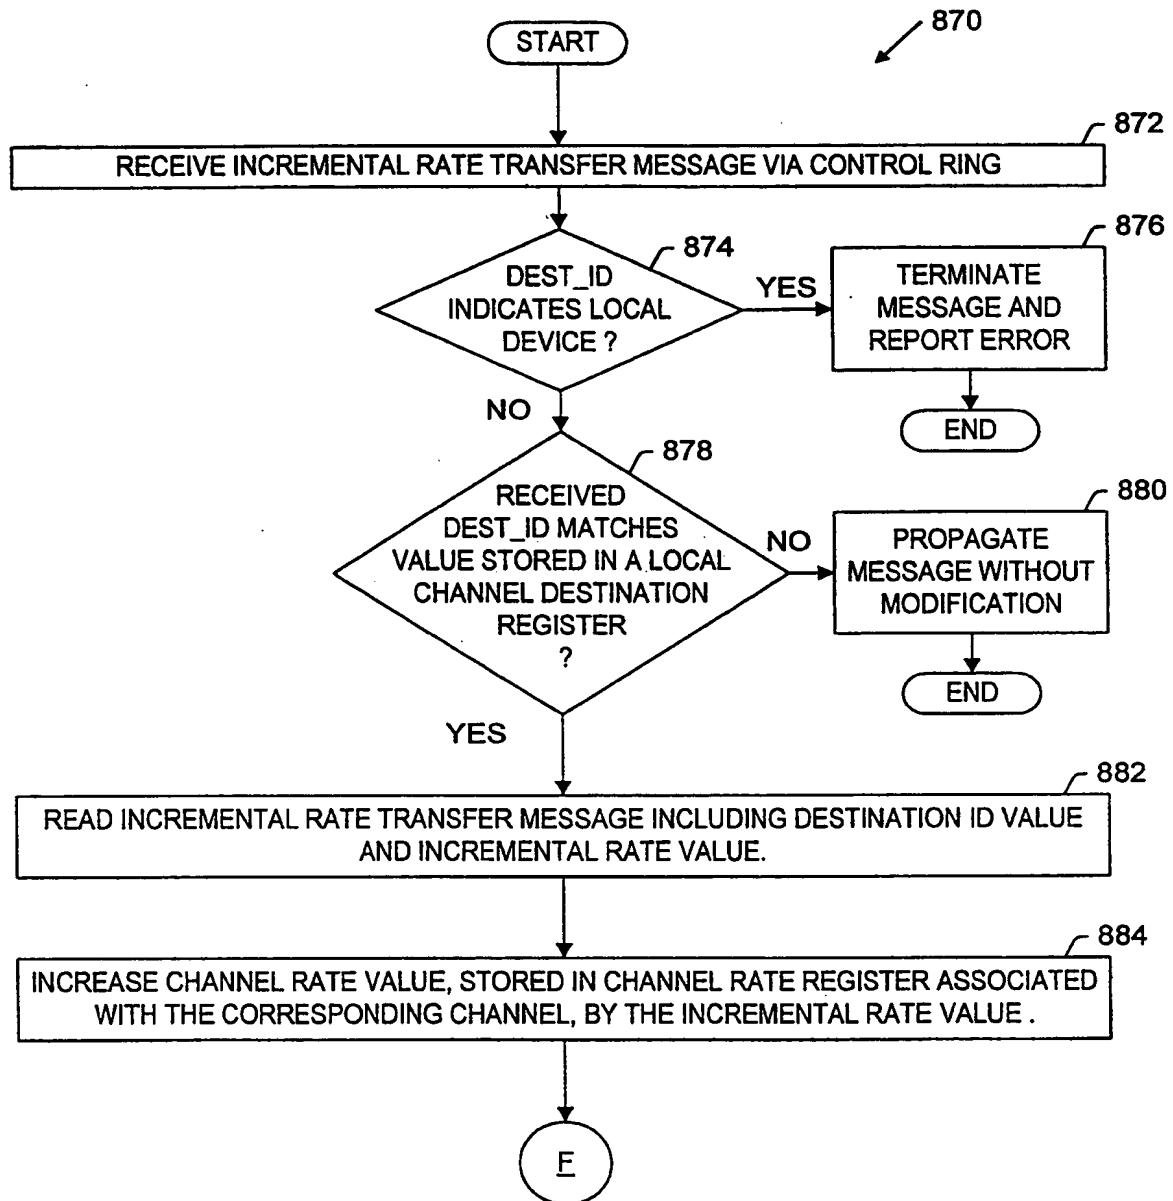 START
870
872
RECEIVE INCREMENTAL RATE TRANSFER MESSAGE VIA CONTROL RING
874
DEST_ID
INDICATES LOCAL
DEVICE ?
YES
876
TERMINATE
MESSAGE AND
REPORT ERROR
END
NO
878
RECEIVED
DEST_ID MATCHES
VALUE STORED IN A LOCAL
CHANNEL DESTINATION
REGISTER
?
NO
880
PROPAGATE
MESSAGE WITHOUT
MODIFICATION
END
YES
882
READ INCREMENTAL RATE TRANSFER MESSAGE INCLUDING DESTINATION ID VALUE
AND INCREMENTAL RATE VALUE.
884
INCREASE CHANNEL RATE VALUE, STORED IN CHANNEL RATE REGISTER ASSOCIATED
WITH THE CORRESPONDING CHANNEL, BY THE INCREMENTAL RATE VALUE .
F